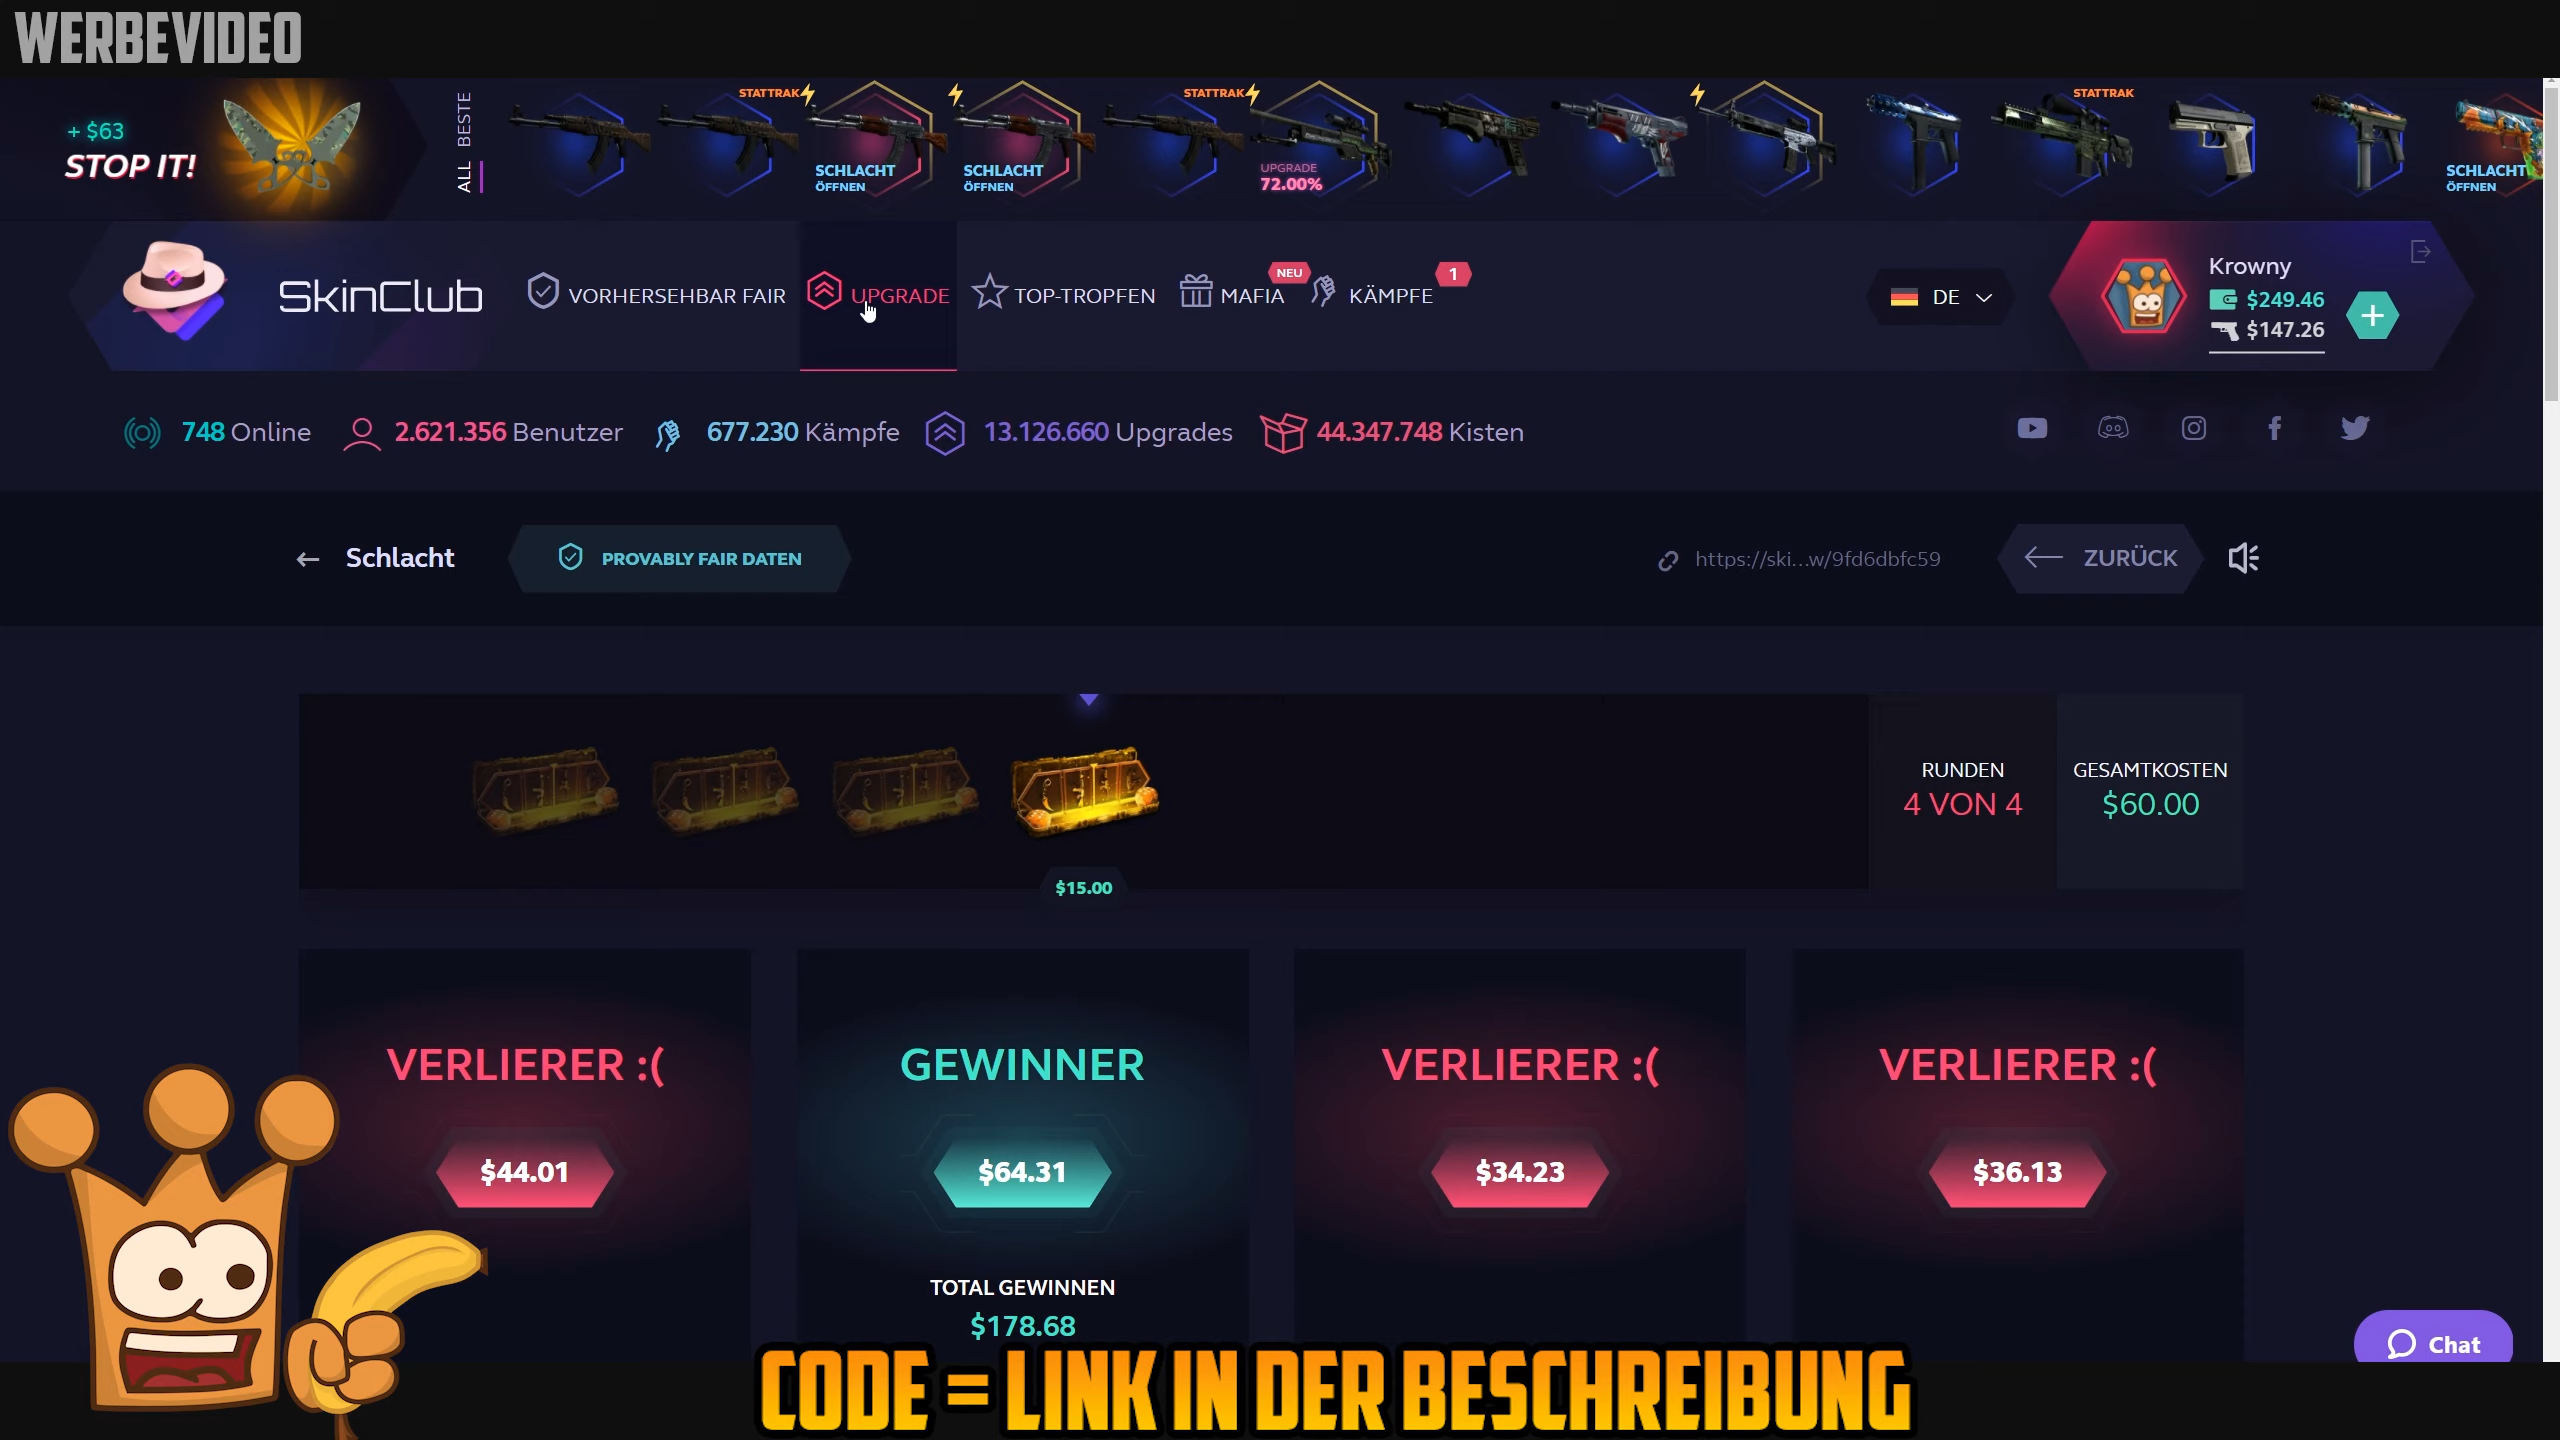 WERBEVIDEO
+ $63
STOP IT!
ALL BESTE
STATTRAK
SCHLACHT
ÖFFNEN
SCHLACHT
ÖFFNEN
STATTRAK
UPGRADE
72.00%
STATTRAK
SCHLACHT
ÖFFNEN
SkinClub
VORHERSEHBAR FAIR
UPGRADE
TOP-TROPFEN
MAFIA
NEU
KÄMPFE
1
DE
Krowny
$249.46
$147.26
748 Online
2.621.356 Benutzer
677.230 Kämpfe
13.126.660 Upgrades
44.347.748 Kisten
← Schlacht
PROVABLY FAIR DATEN
https://ski...w/9fd6dbfc59
ZURÜCK
RUNDEN
4 VON 4
GESAMTKOSTEN
$60.00
$15.00
VERLIERER :(
$44.01
GEWINNER
$64.31
TOTAL GEWINNEN
$178.68
VERLIERER :(
$34.23
VERLIERER :(
$36.13
Chat
CODE = LINK IN DER BESCHREIBUNG